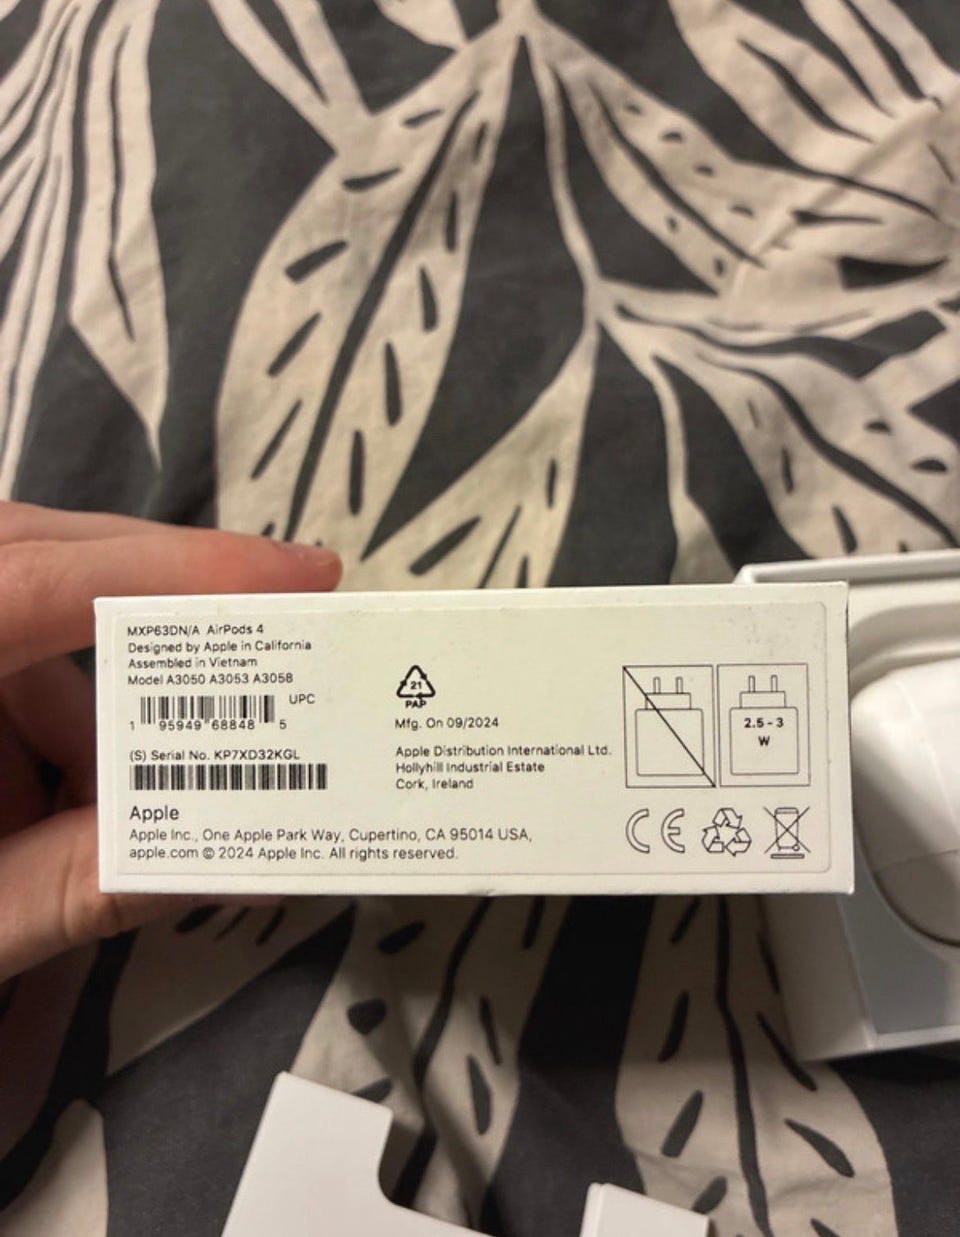 MXP63DN/A AirPods 4
Designed by Apple in California
Assembled in Vietnam
Model A3050 A3053 A3058
UPC
1 95949 68848 5
(S) Serial No. KP7XD32KGL
Apple
Apple Inc., One Apple Park Way, Cupertino, CA 95014 USA,
apple.com © 2024 Apple Inc. All rights reserved.
21
PAP
Mfg. On 09/2024
Apple Distribution International Ltd.
Hollyhill Industrial Estate
Cork, Ireland
2.5 - 3
W
CE